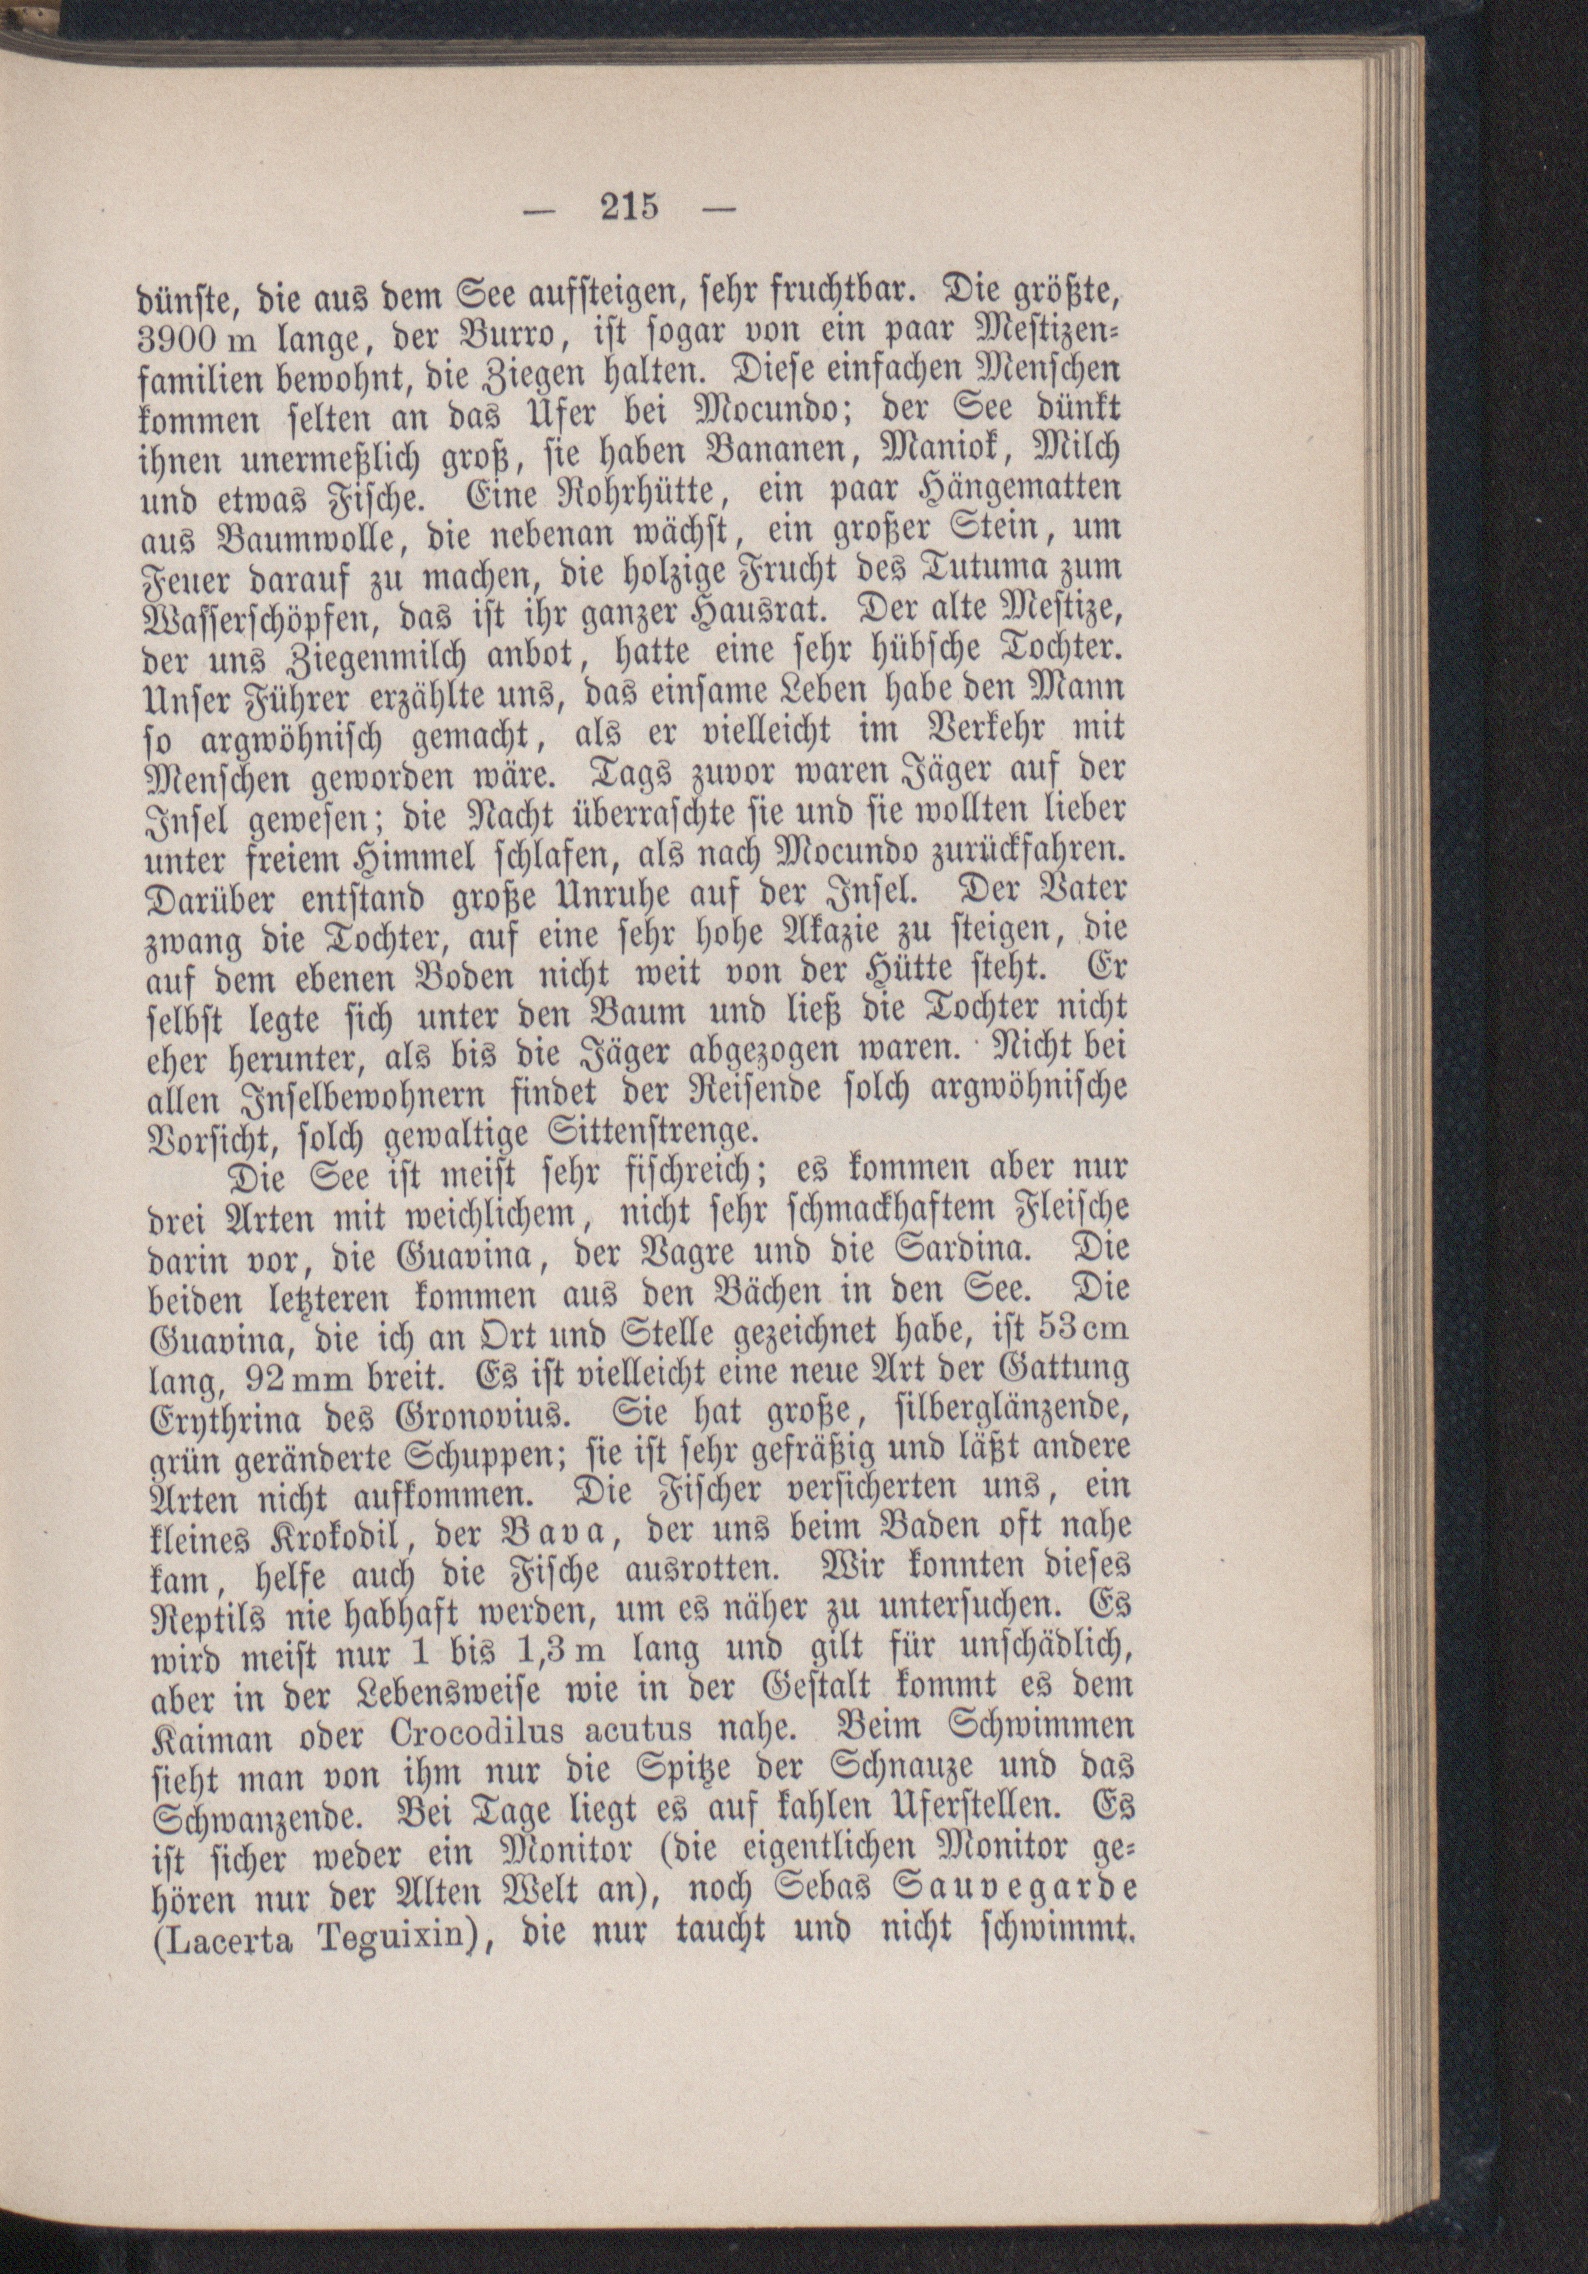 — 215 —
dünste, die aus dem See aufsteigen, sehr fruchtbar. Die größte,
3900 m lange, der Burro, ist sogar von ein paar Mestizen-
familien bewohnt, die Ziegen halten. Diese einfachen Menschen
kommen selten an das Ufer bei Mocundo; der See dünkt
ihnen unermeßlich groß, sie haben Bananen, Maniok, Milch
und etwas Fische. Eine Rohrhütte, ein paar Hängematten
aus Baumwolle, die nebenan wächst, ein großer Stein, um
Feuer darauf zu machen, die holzige Frucht des Tutuma zum
Wasserschöpfen, das ist ihr ganzer Hausrat. Der alte Mestize,
der uns Ziegenmilch anbot, hatte eine sehr hübsche Tochter.
Unser Führer erzählte uns, das einsame Leben habe den Mann
so argwöhnisch gemacht, als er vielleicht im Verkehr mit
Menschen geworden wäre. Tags zuvor waren Jäger auf der
Insel gewesen; die Nacht überraschte sie und sie wollten lieber
unter freiem Himmel schlafen, als nach Mocundo zurückfahren.
Darüber entstand große Unruhe auf der Insel. Der Vater
zwang die Tochter, auf eine sehr hohe Akazie zu steigen, die
auf dem ebenen Boden nicht weit von der Hütte steht. Er
selbst legte sich unter den Baum und ließ die Tochter nicht
eher herunter, als bis die Jäger abgezogen waren. Nicht bei
allen Inselbewohnern findet der Reisende solch argwöhnische
Vorsicht, solch gewaltige Sittenstrenge.
Die See ist meist sehr fischreich; es kommen aber nur
drei Arten mit weichlichem, nicht sehr schmackhaftem Fleische
darin vor, die Guavina, der Vagre und die Sardina. Die
beiden letzteren kommen aus den Bächen in den See. Die
Guavina, die ich an Ort und Stelle gezeichnet habe, ist 53 cm
lang, 92 mm breit. Es ist vielleicht eine neue Art der Gattung
Erythrina des Gronovius. Sie hat große, silberglänzende,
grün geränderte Schuppen; sie ist sehr gefräßig und läßt andere
Arten nicht aufkommen. Die Fischer versicherten uns, ein
kleines Krokodil, der Bava, der uns beim Baden oft nahe
kam, helfe auch die Fische ausrotten. Wir konnten dieses
Reptils nie habhaft werden, um es näher zu untersuchen. Es
wird meist nur 1 bis 1,3 m lang und gilt für unschädlich,
aber in der Lebensweise wie in der Gestalt kommt es dem
Kaiman oder Crocodilus acutus nahe. Beim Schwimmen
sieht man von ihm nur die Spitze der Schnauze und das
Schwanzende. Bei Tage liegt es auf kahlen Uferstellen. Es
ist sicher weder ein Monitor (die eigentlichen Monitor ge-
hören nur der Alten Welt an), noch Sebas Sauvegarde
(Lacerta Teguixin), die nur taucht und nicht schwimmt.